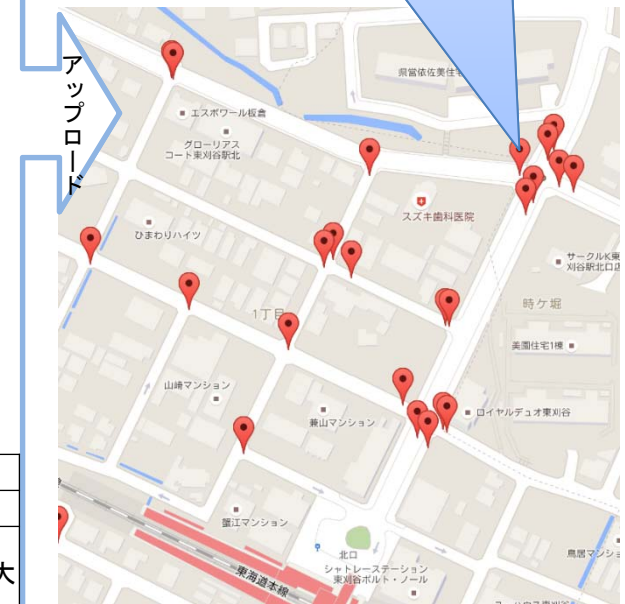 アップロード
県営依佐美住宅
エスポワール板倉
グローリアス
コート東刈谷駅北
スズキ歯科医院
ひまわりハイツ
サークルK東
刈谷駅北口店
時ケ堀
1丁目
美園住宅1棟
山崎マンション
兼山マンション
ロイヤルデュオ東刈谷
蟹江マンション
北口
シャトレーステーション
東刈谷ポルト・ノール
鳥居マンショ
東海道本線
大